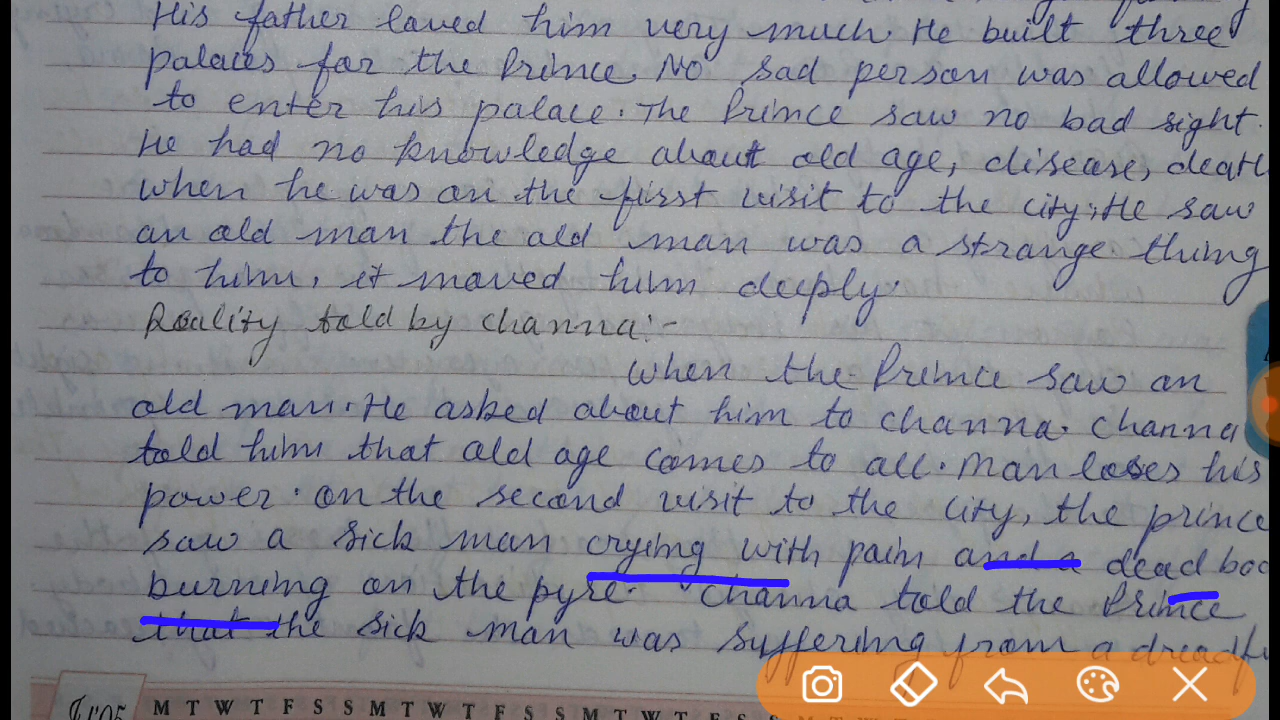 His father loved him very much. He built three
palaces for the Prince. No sad person was allowed
to enter his palace. The Prince saw no bad sight.
He had no knowledge about old age, disease, death
when he was on the first visit to the city, He saw
an old man the old man was a strange thing
to him, it moved him deeply.
Reality told by channa:-
When the Prince saw an
old man. He asked about him to channa. channa
told him that old age comes to all. Man loses his
power. on the second visit to the city, the prince
saw a sick man crying with pain and a dead bod
burning on the pyre. "Channa told the Prince
that the sick man was suffering from a dreadfu
M T W T F S S M T W T F S S M T W T F S